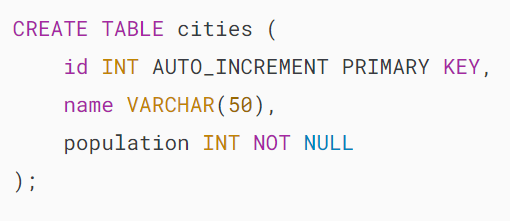 CREATE TABLE cities (
    id INT AUTO_INCREMENT PRIMARY KEY,
    name VARCHAR(50),
    population INT NOT NULL
);